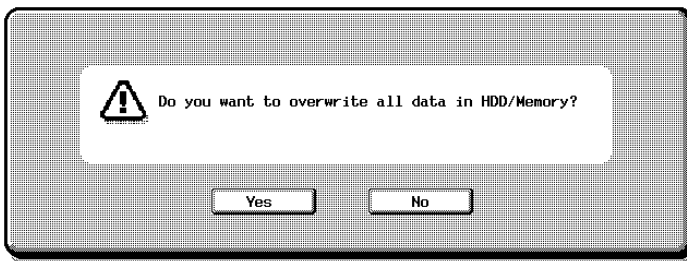 Do you want to overwrite all data in HDD/Memory?
Yes
No